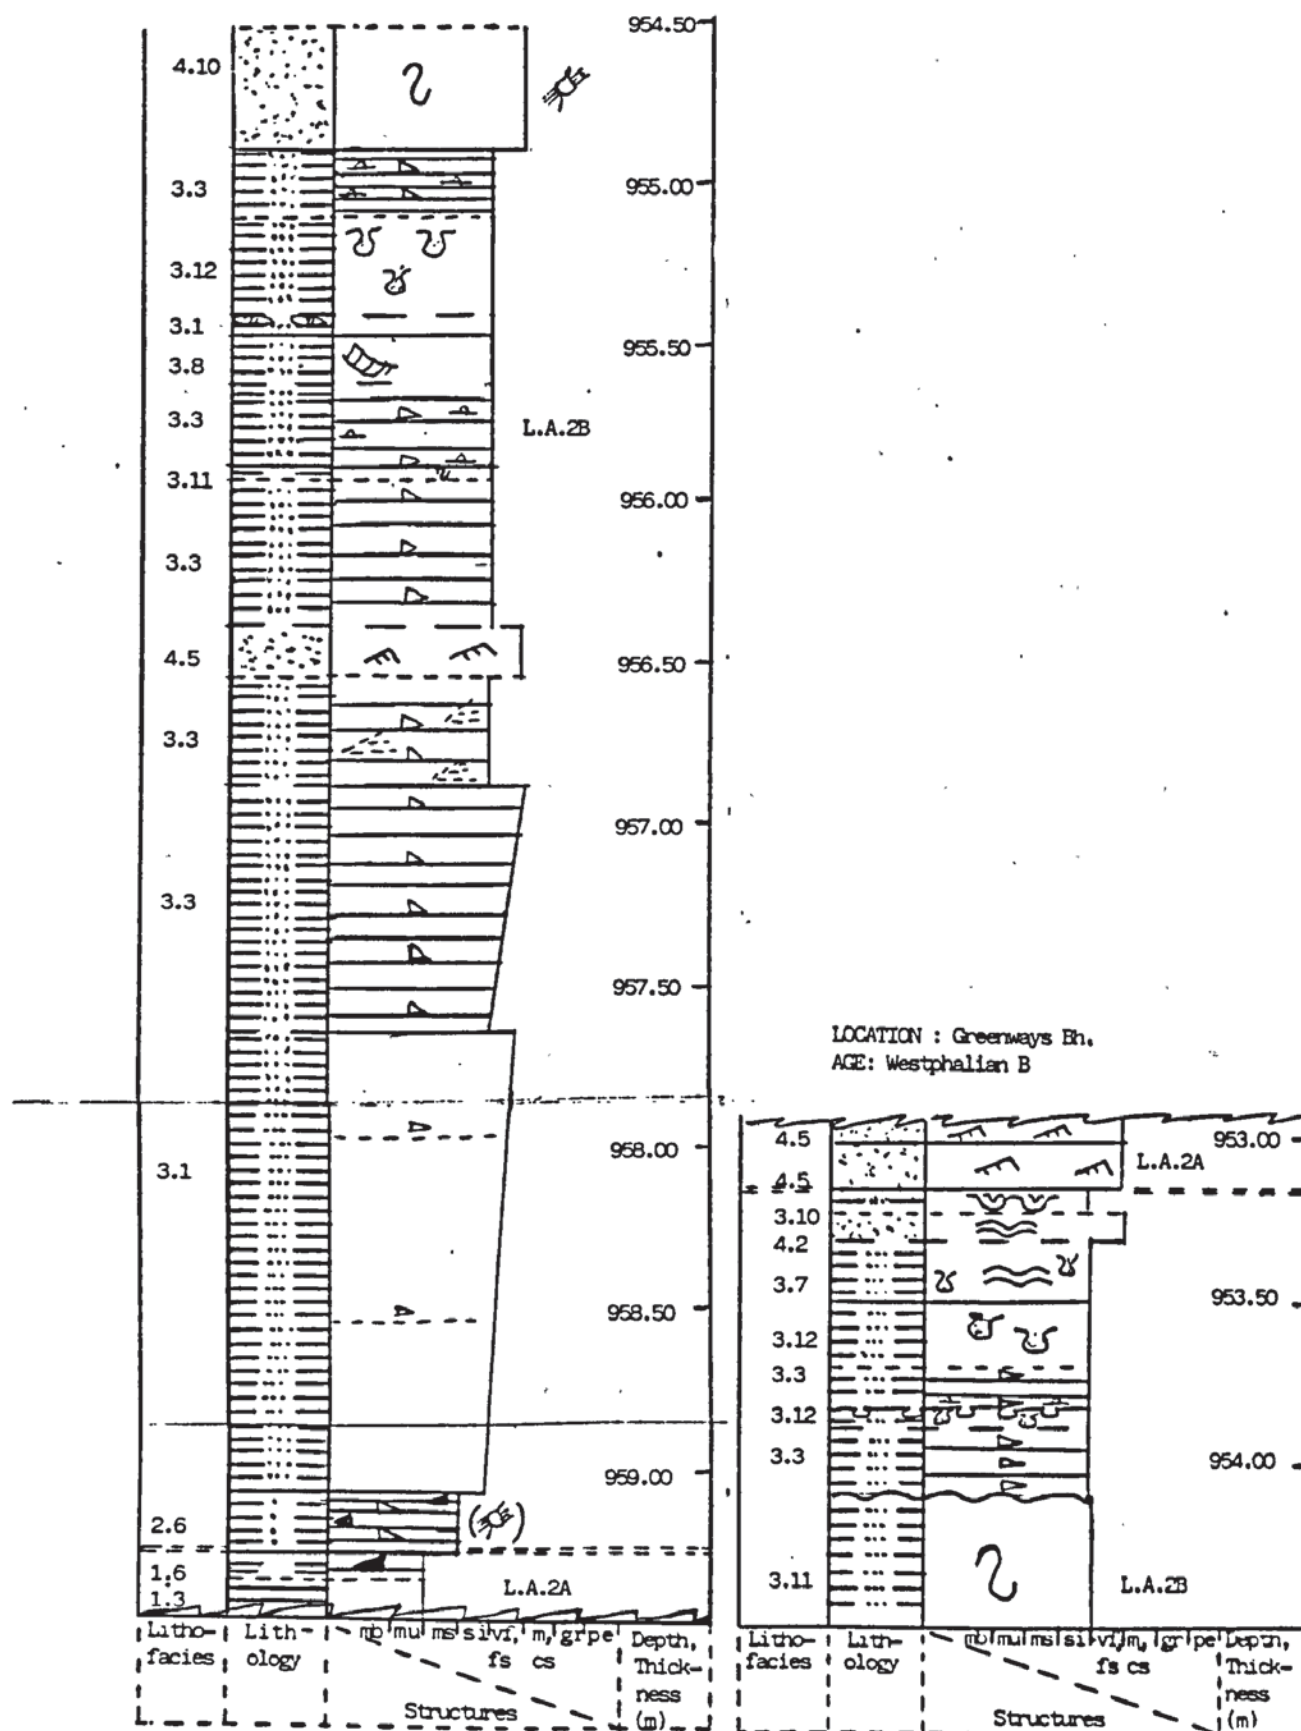 954.50
4.10
3.3
955.00
3.12
3.1
955.50
3.8
3.3
L.A.2B
3.11
956.00
3.3
4.5
956.50
3.3
957.00
3.3
957.50
958.00
3.1
958.50
959.00
2.6
1.6
L.A.2A
1.3
Litho- Lith- mb mu ms si vf, m, gr pe Depth,
facies ology fs cs Thick-
ness
Structures (m)
LOCATION : Greenways Bh.
AGE: Westphalian B
4.5 953.00
L.A.2A
4.5
3.10
4.2
3.7
953.50
3.12
3.3
3.12
3.3
954.00
3.11 L.A.2B
Litho- Lith- mb mu ms si vf, m, gr pe Depth,
facies ology fs cs Thick-
ness
Structures (m)